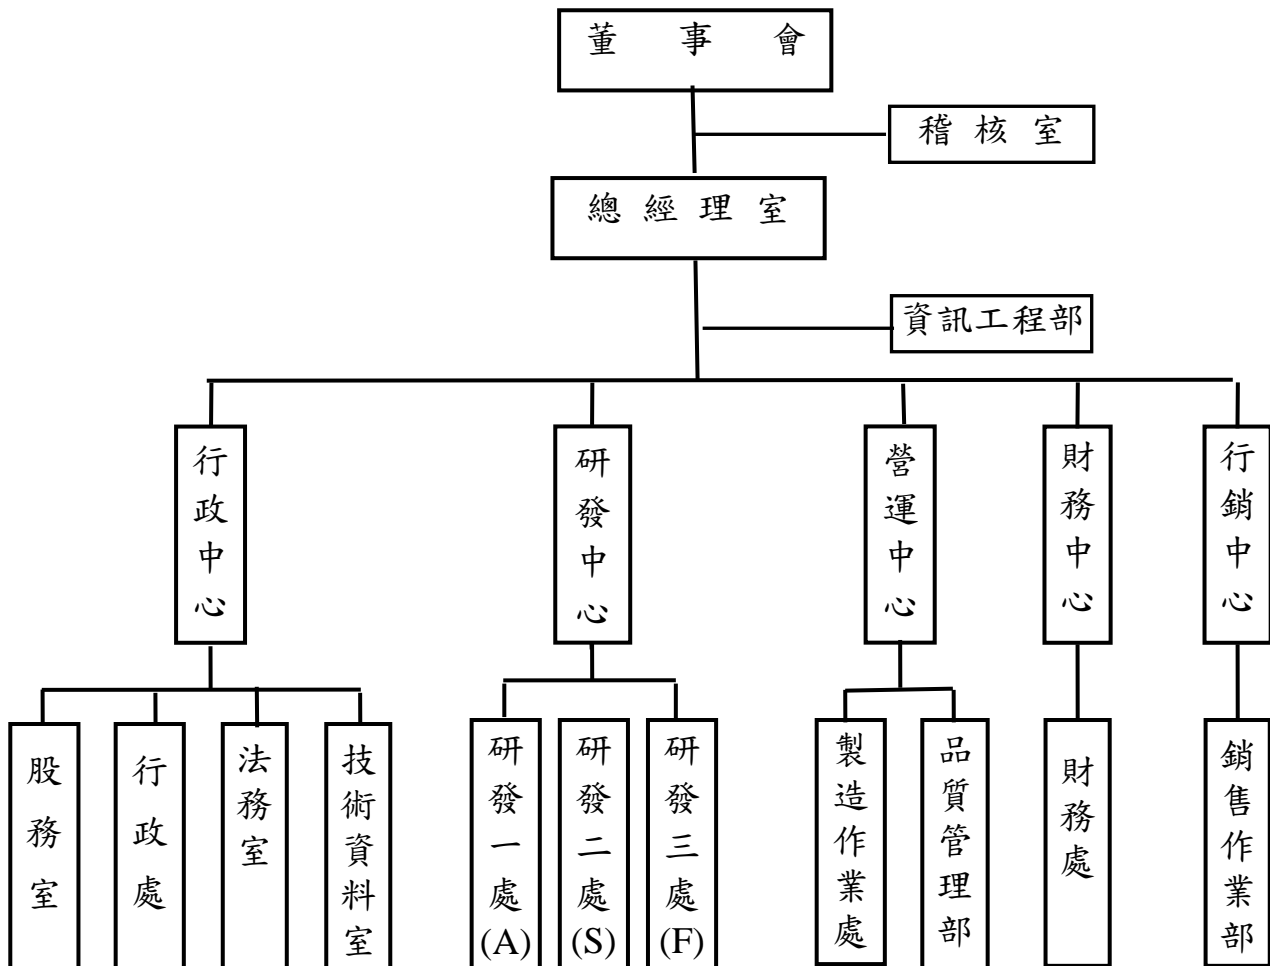 董事會
稽核室
總經理室
資訊工程部
行政中心
研發中心
營運中心
財務中心
行銷中心
股務室
行政處
法務室
技術資料室
研發一處(A)
研發二處(S)
研發三處(F)
製造作業處
品質管理部
財務處
銷售作業部